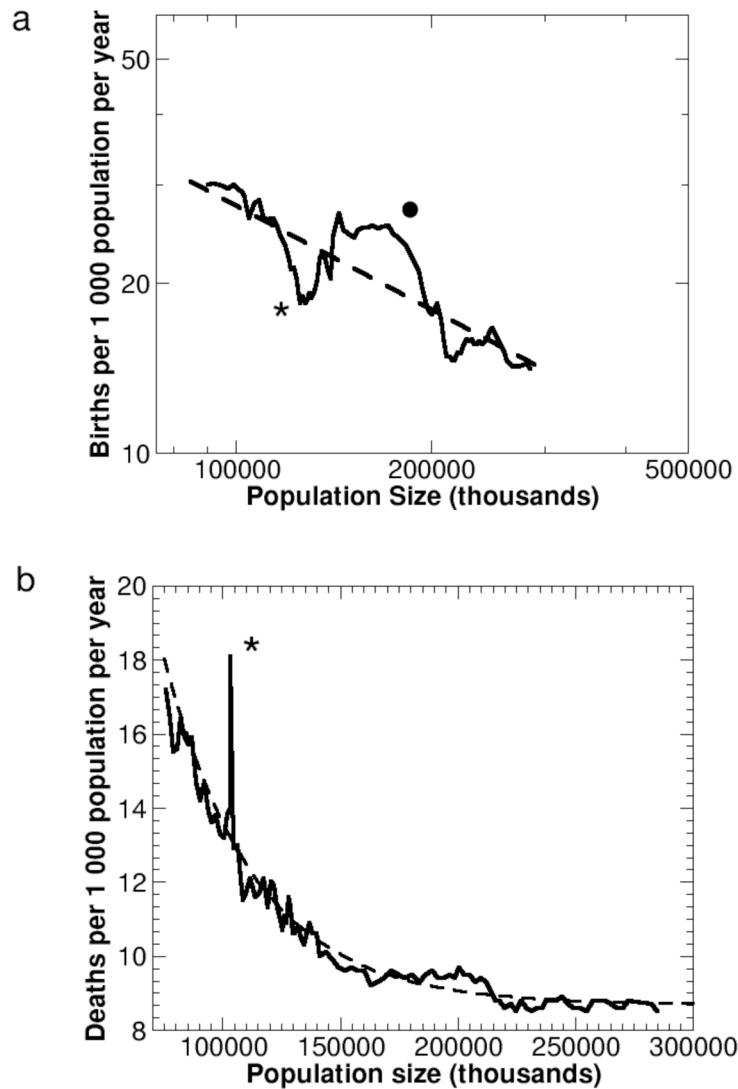 a
Births per 1 000 population per year
50
20
10
100000 200000 500000
Population Size (thousands)
*
b
Deaths per 1 000 population per year
20
18
16
14
12
10
8
100000 150000 200000 250000 300000
Population size (thousands)
*